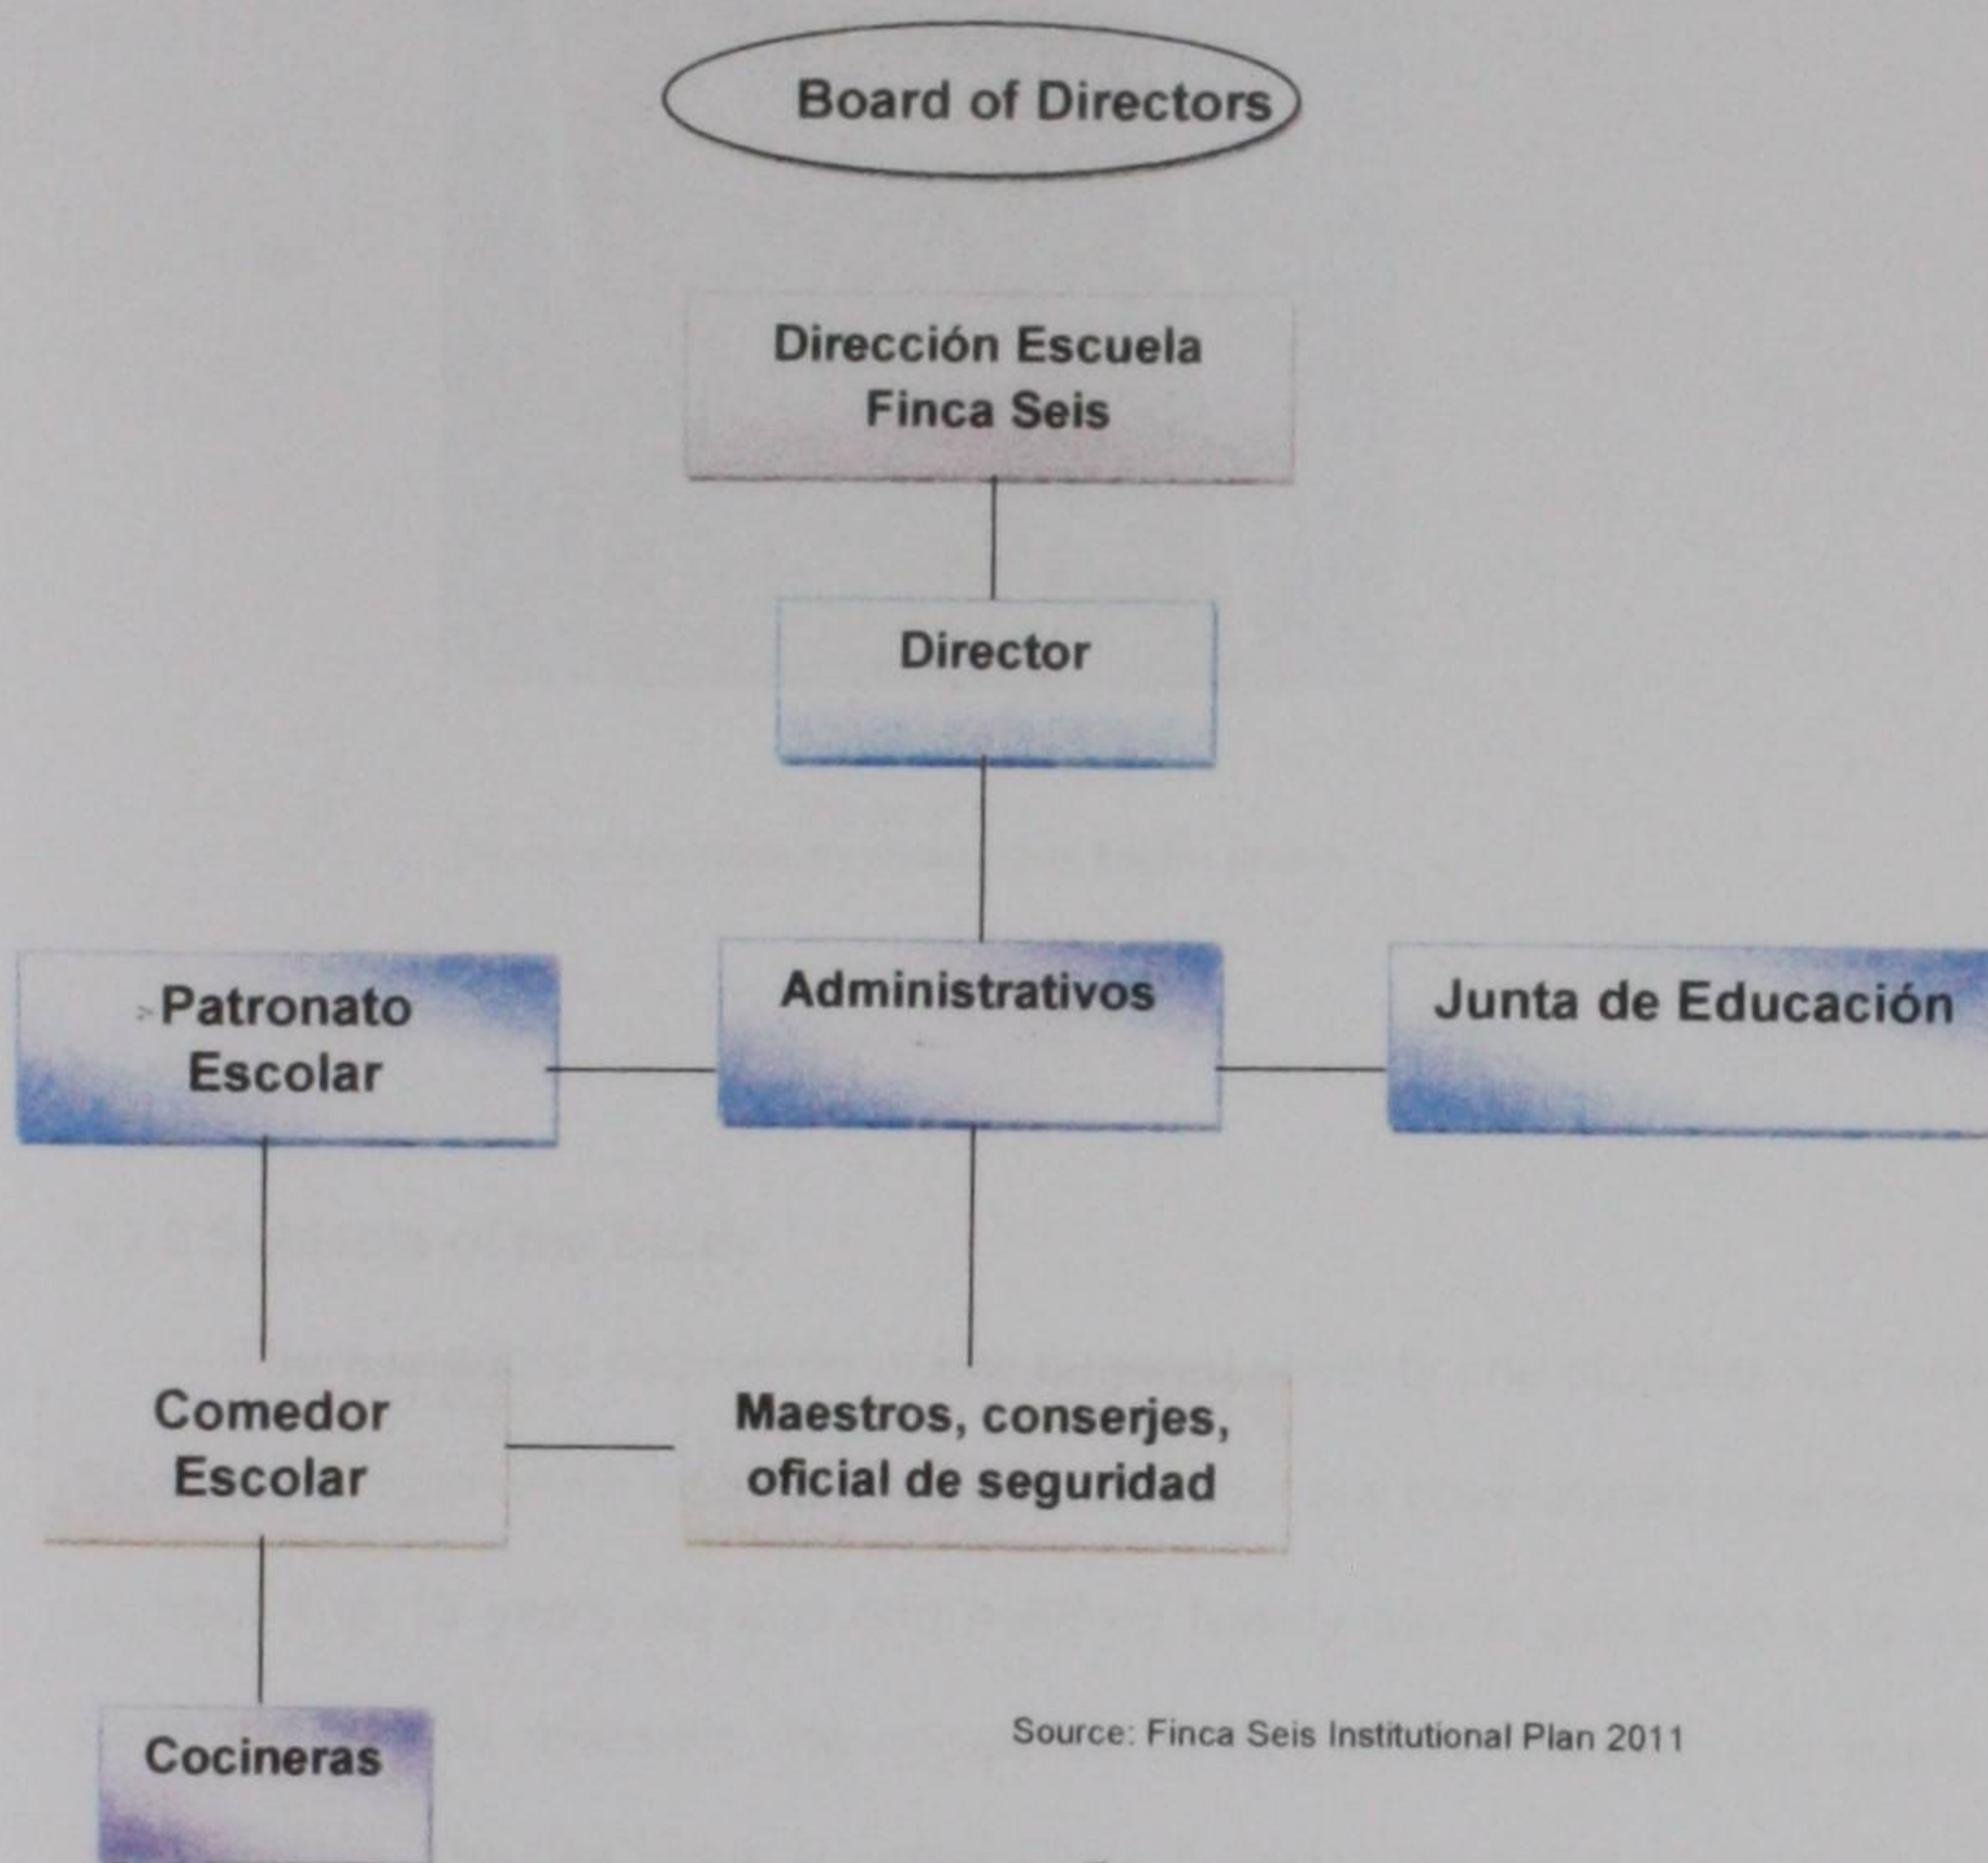 Board of Directors
Dirección Escuela
Finca Seis
Director
Patronato
Escolar
Administrativos
Junta de Educación
Comedor
Escolar
Maestros, conserjes,
oficial de seguridad
Cocineras
Source: Finca Seis Institutional Plan 2011